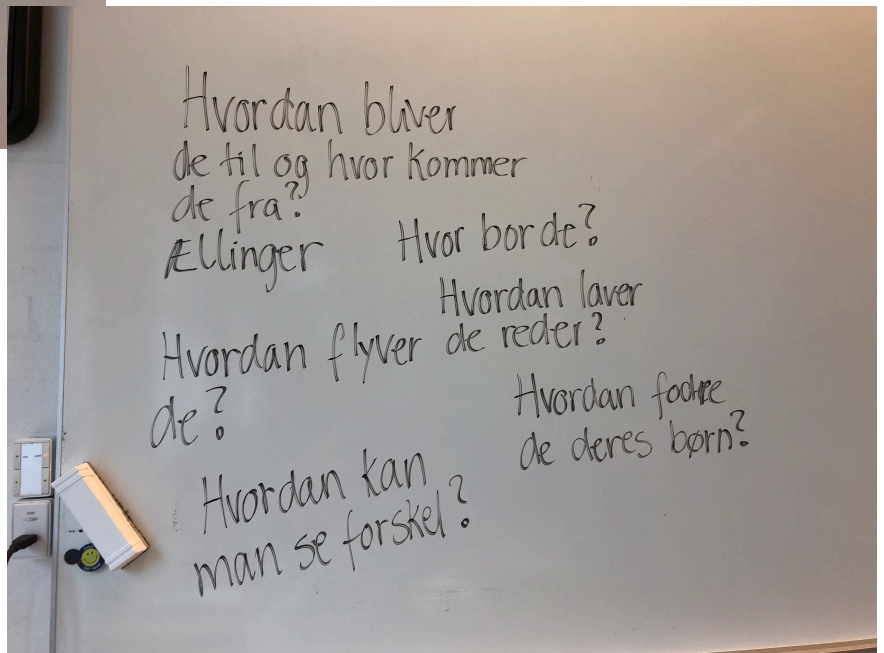 Hvordan bliver
de til og hvor kommer
de fra?
Ællinger
Hvor bor de?
Hvordan laver
de reder?
Hvordan flyver
de?
Hvordan fodre
de deres børn?
Hvordan kan
man se forskel?